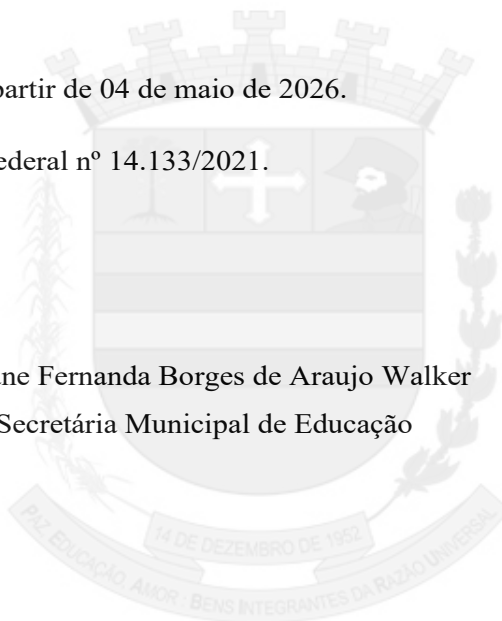 partir de 04 de maio de 2026.
ederal nº 14.133/2021.
ne Fernanda Borges de Araujo Walker
Secretária Municipal de Educação
14 DE DEZEMBRO DE 1952
PAZ, EDUCAÇÃO, AMOR : BENS INTEGRANTES DA RAZÃO UNIVERSAL